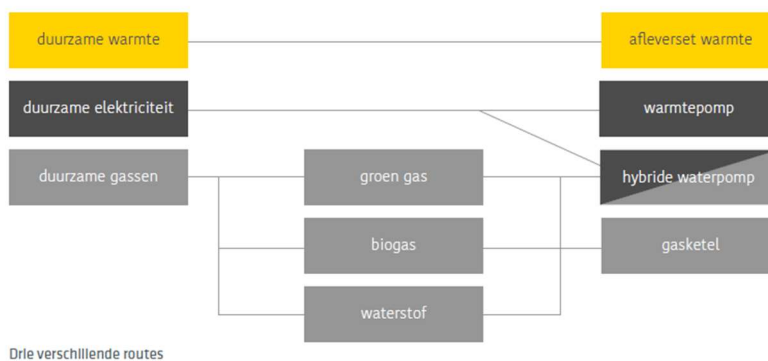 duurzame warmte
afleverset warmte
duurzame elektriciteit
warmtepomp
duurzame gassen
groen gas
hybride waterpomp
biogas
gasketel
waterstof
Drie verschillende routes